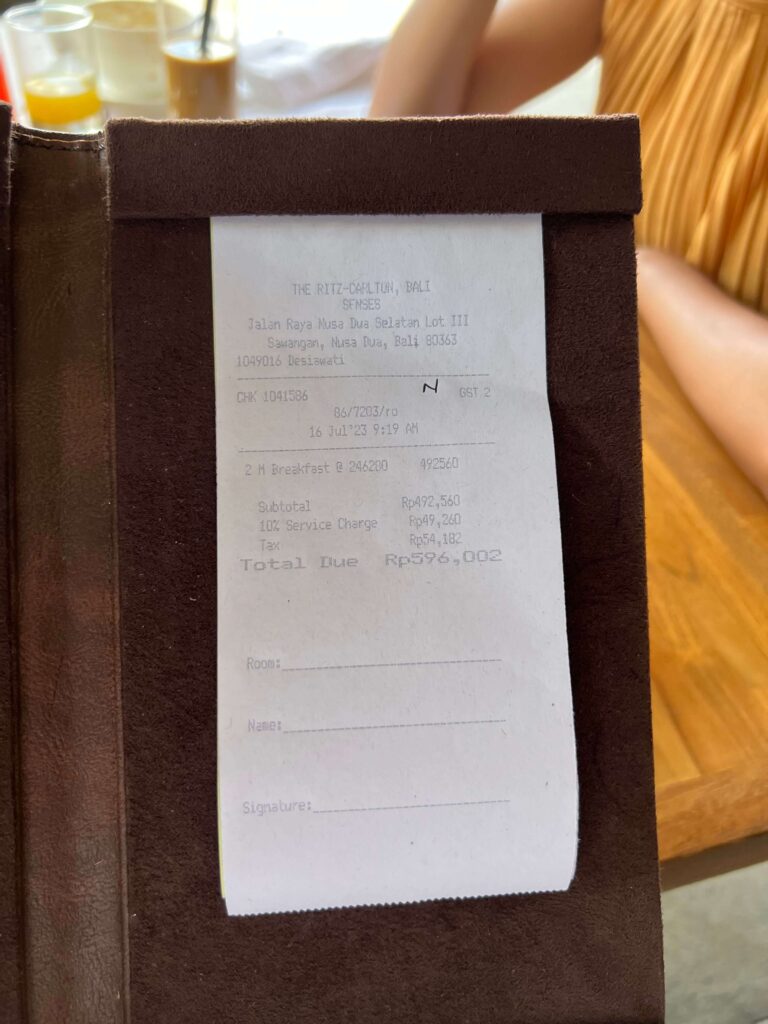 THE RITZ-CARLTON, BALI
SENSES
Jalan Raya Nusa Dua Selatan Lot III
Sawangan, Nusa Dua, Bali 80363
1049016 Desiawati
N
CHK 1041586 GST 2
86/7203/ro
16 Jul'23 9:19 AM
2 M Breakfast @ 246280 492560
Subtotal Rp492,560
10% Service Charge Rp49,260
Tax Rp54,182
Total Due Rp596,002
Room:
Name:
Signature: